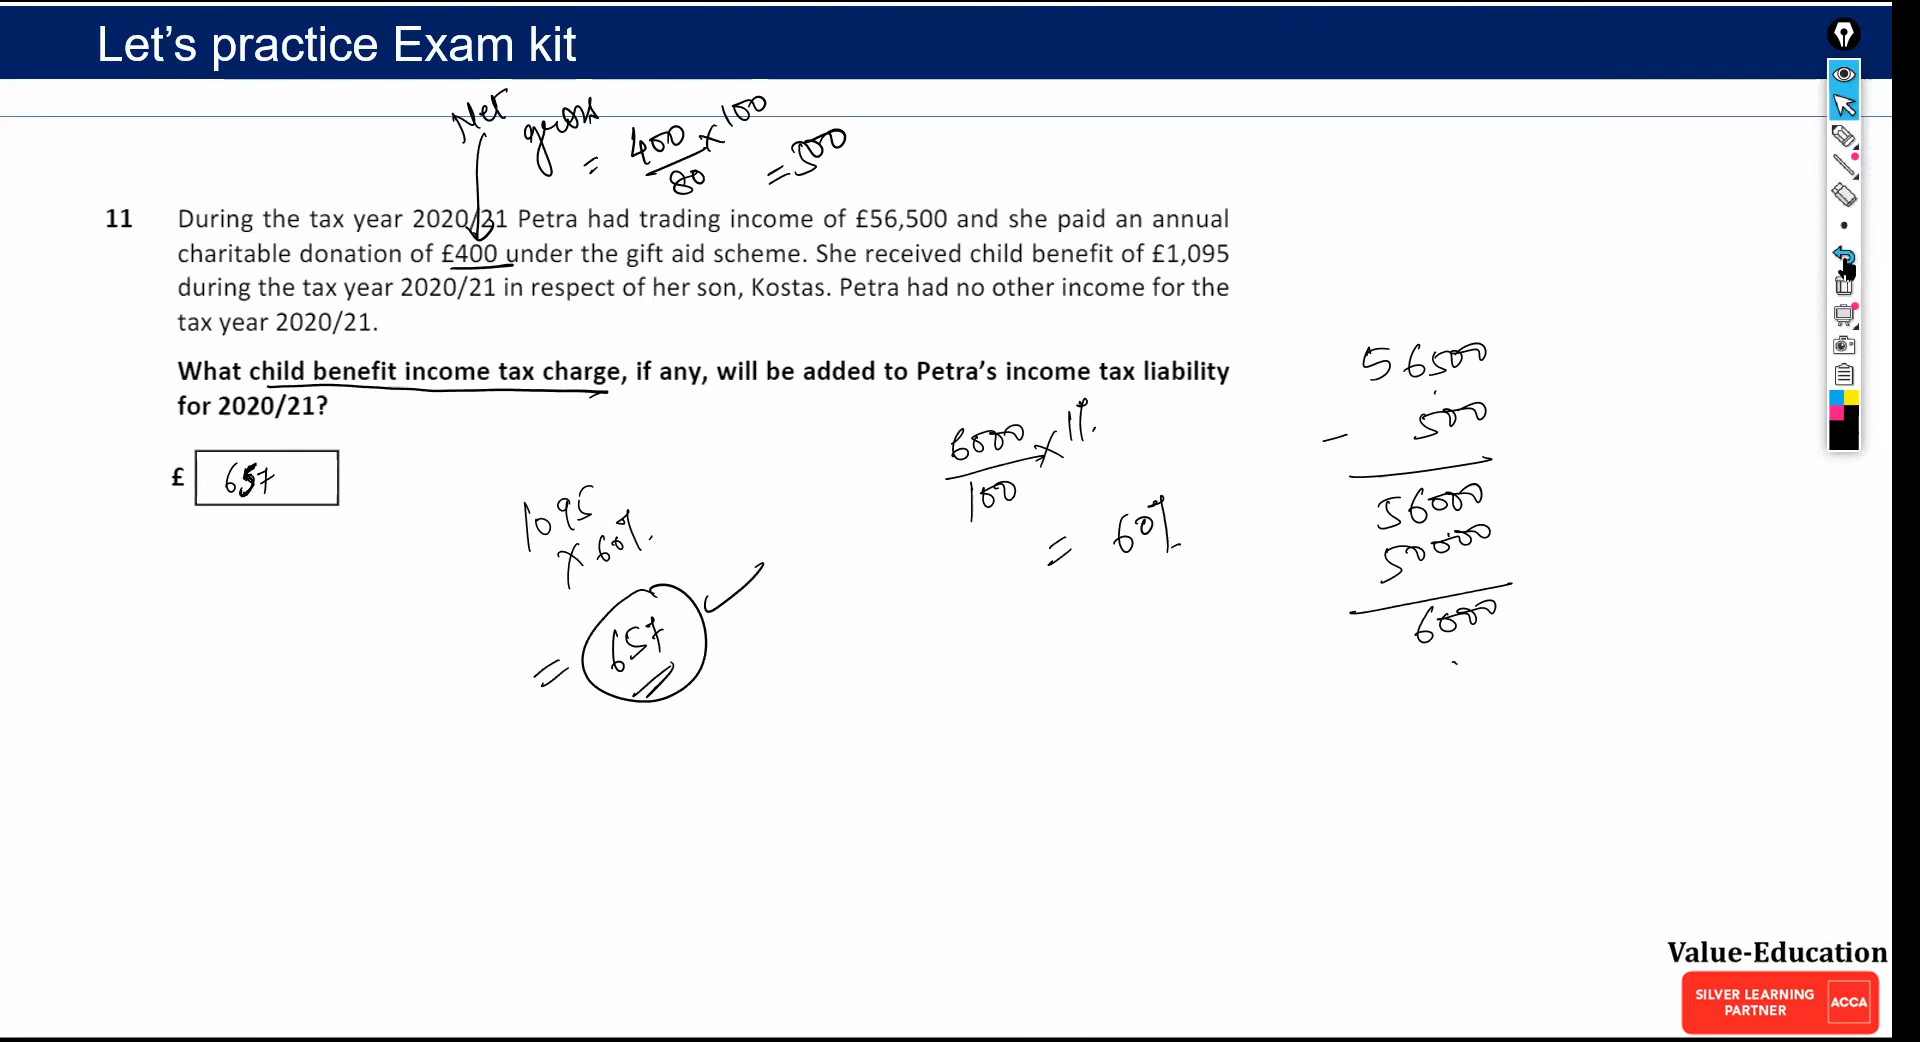 Let's practice Exam kit
Net
gross
= 400/80 × 100
= 500
11 During the tax year 2020/21 Petra had trading income of £56,500 and she paid an annual
charitable donation of £400 under the gift aid scheme. She received child benefit of £1,095
during the tax year 2020/21 in respect of her son, Kostas. Petra had no other income for the
tax year 2020/21.
What child benefit income tax charge, if any, will be added to Petra's income tax liability
for 2020/21?
£ 657
1095
× 60%
= 657
6000/100 × 1%
= 60%
56500
- 500
56000
50000
6000
Value-Education
SILVER LEARNING
PARTNER
ACCA